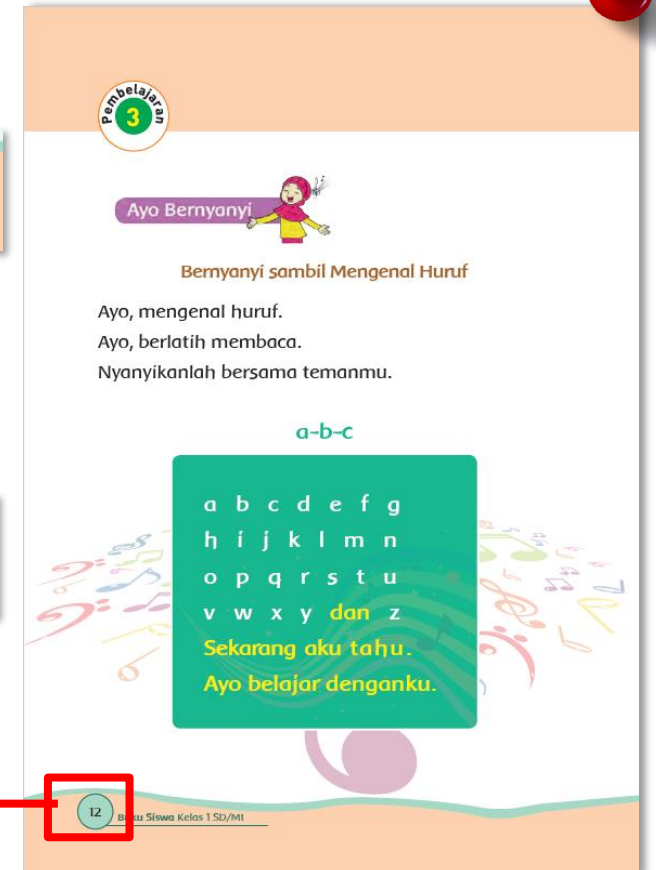 Pembelajaran
3
Ayo Bernyanyi
Bernyanyi sambil Mengenal Huruf
Ayo, mengenal huruf.
Ayo, berlatih membaca.
Nyanyikanlah bersama temanmu.
a-b-c
a b c d e f g
h i j k l m n
o p q r s t u
v w x y dan z
Sekarang aku tahu.
Ayo belajar denganku.
12 Buku Siswa Kelas 1 SD/MI